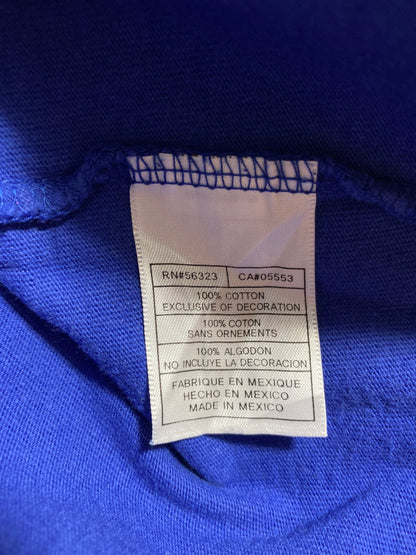 RN#56323 CA#05553
100% COTTON
EXCLUSIVE OF DECORATION
100% COTON
SANS ORNEMENTS
100% ALGODON
NO INCLUYE LA DECORACION
FABRIQUE EN MEXIQUE
HECHO EN MEXICO
MADE IN MEXICO